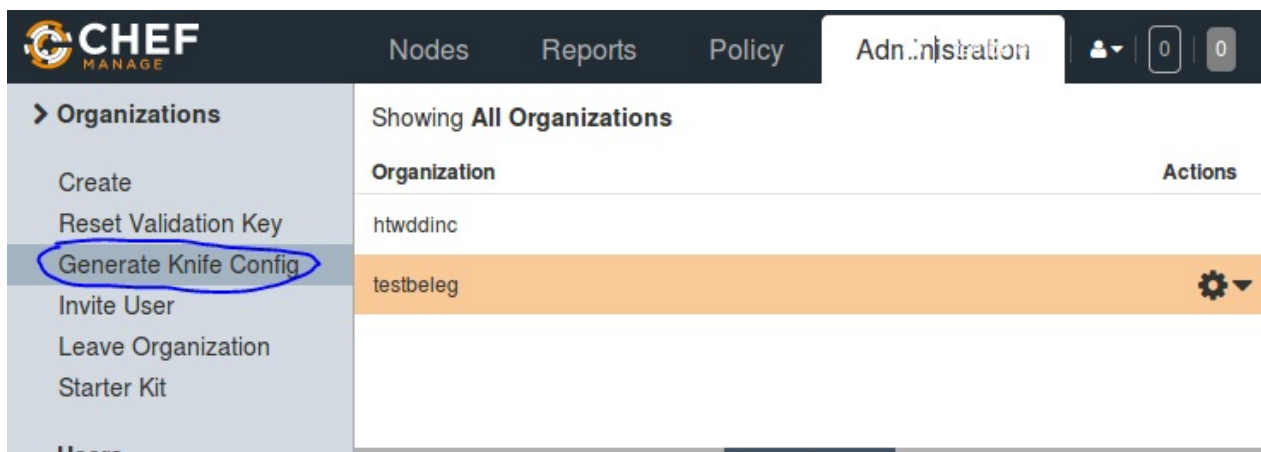 CHEF
MANAGE
Nodes Reports Policy 0 0
Organizations
Create
Reset Validation Key
Generate Knife Config
Invite User
Leave Organization
Starter Kit
Showing All Organizations
Organization Actions
htwddinc
testbeleg